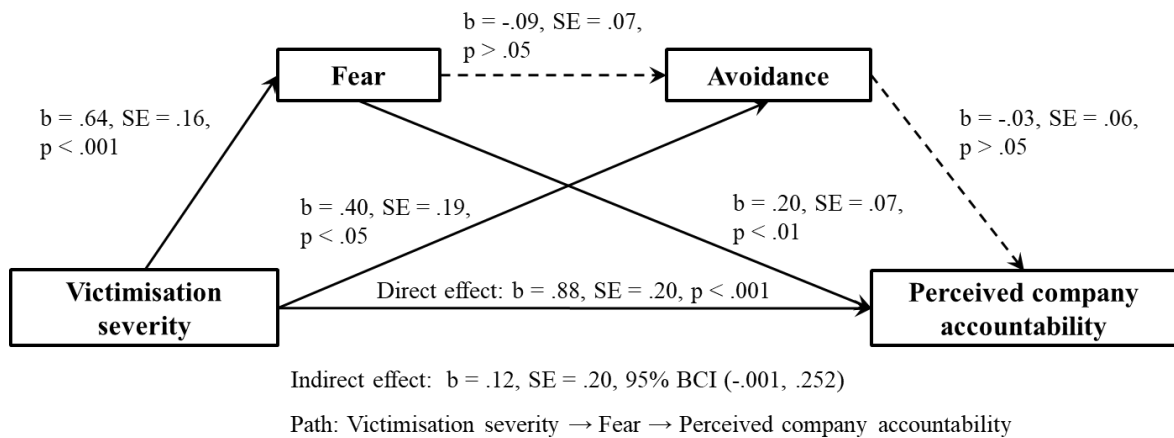 b = -.09, SE = .07,
p > .05
Fear
Avoidance
b = .64, SE = .16,
p < .001
b = -.03, SE = .06,
p > .05
b = .40, SE = .19,
p < .05
b = .20, SE = .07,
p < .01
Victimisation
severity
Direct effect: b = .88, SE = .20, p < .001
Perceived company
accountability
Indirect effect: b = .12, SE = .20, 95% BCI (-.001, .252)
Path: Victimisation severity → Fear → Perceived company accountability